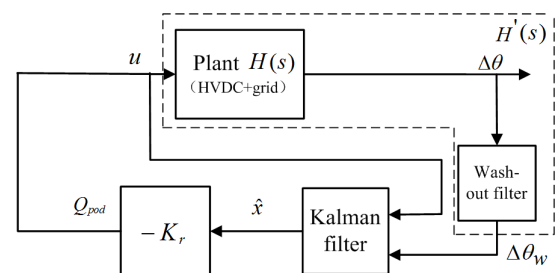 H'(s)
u
Plant H(s)
(HVDC+grid)
Δθ
Wash-
out filter
Q_pod
− K_r
x̂
Kalman
filter
Δθ_w